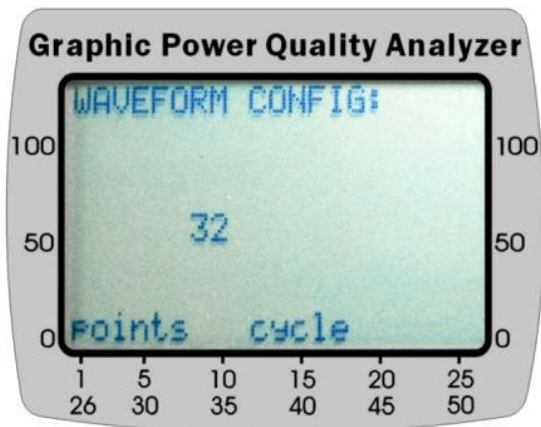 Graphic Power Quality Analyzer
WAVEFORM CONFIG:
100 100
32
50 50
points cycle
0 0
1 5 10 15 20 25
26 30 35 40 45 50